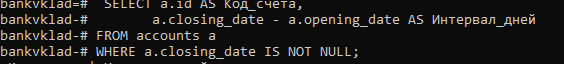 bankvklad=#  SELECT a.id AS Код_счета,
bankvklad-#         a.closing_date - a.opening_date AS Интервал_дней
bankvklad-# FROM accounts a
bankvklad-# WHERE a.closing_date IS NOT NULL;